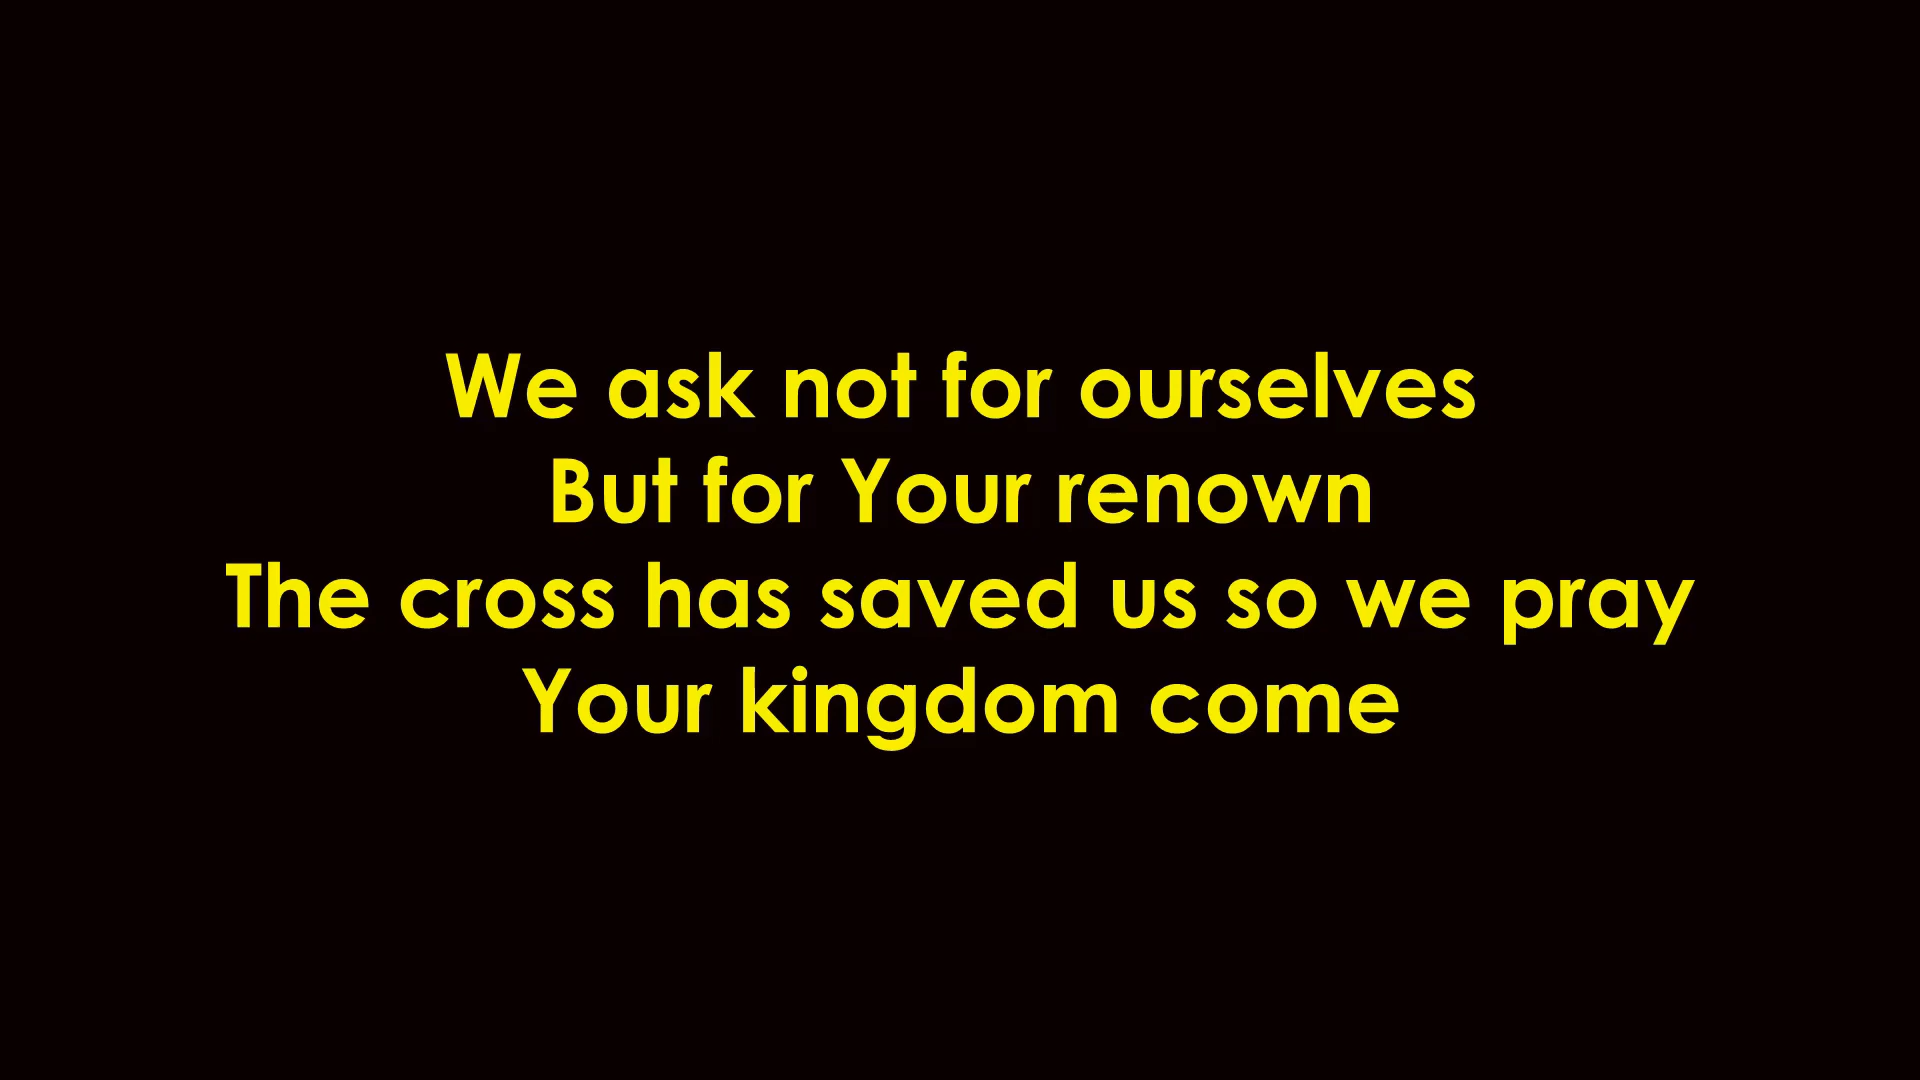 We ask not for ourselves
But for Your renown
The cross has saved us so we pray
Your kingdom come